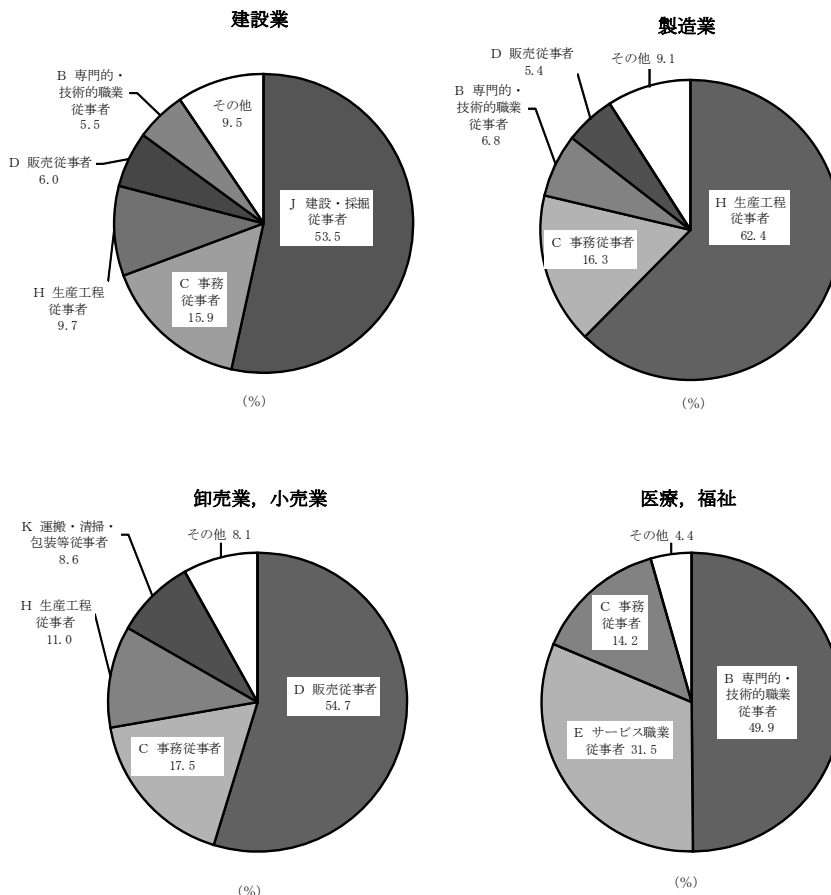 建設業
B 専門的・
技術的職業
従事者
5.5
その他
9.5
D 販売従事者
6.0
J 建設・採掘
従事者
53.5
C 事務
従事者
15.9
H 生産工程
従事者
9.7
(%)
製造業
D 販売従事者
5.4
その他 9.1
B 専門的・
技術的職業
従事者
6.8
H 生産工程
従事者
62.4
C 事務従事者
16.3
(%)
卸売業，小売業
K 運搬・清掃・
包装等従事者
8.6
その他 8.1
H 生産工程
従事者
11.0
D 販売従事者
54.7
C 事務従事者
17.5
(%)
医療，福祉
その他 4.4
C 事務
従事者
14.2
B 専門的・
技術的職業
従事者
49.9
E サービス職業
従事者 31.5
(%)